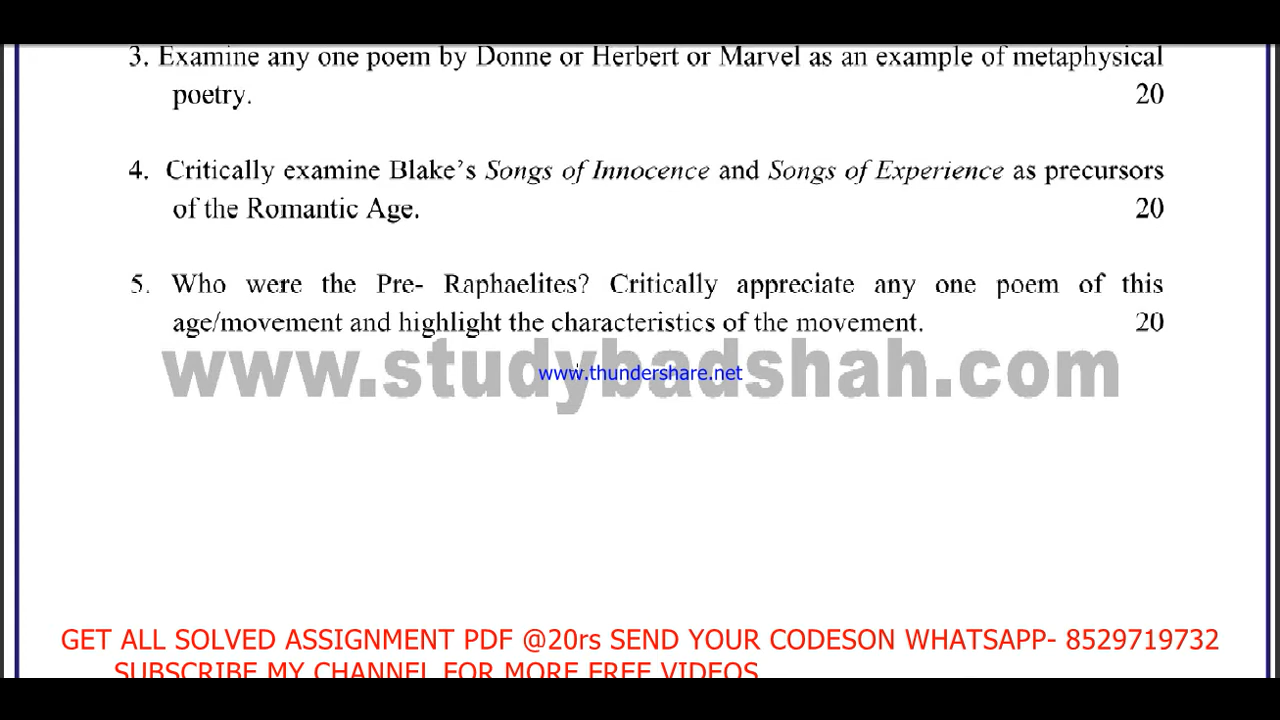 3. Examine any one poem by Donne or Herbert or Marvel as an example of metaphysical
poetry. 20
4. Critically examine Blake's Songs of Innocence and Songs of Experience as precursors
of the Romantic Age. 20
5. Who were the Pre- Raphaelites? Critically appreciate any one poem of this
age/movement and highlight the characteristics of the movement. 20
www.studybadshah.com
www.thundershare.net
GET ALL SOLVED ASSIGNMENT PDF @20rs SEND YOUR CODESON WHATSAPP- 8529719732
SUBSCRIBE MY CHANNEL FOR MORE FREE VIDEOS